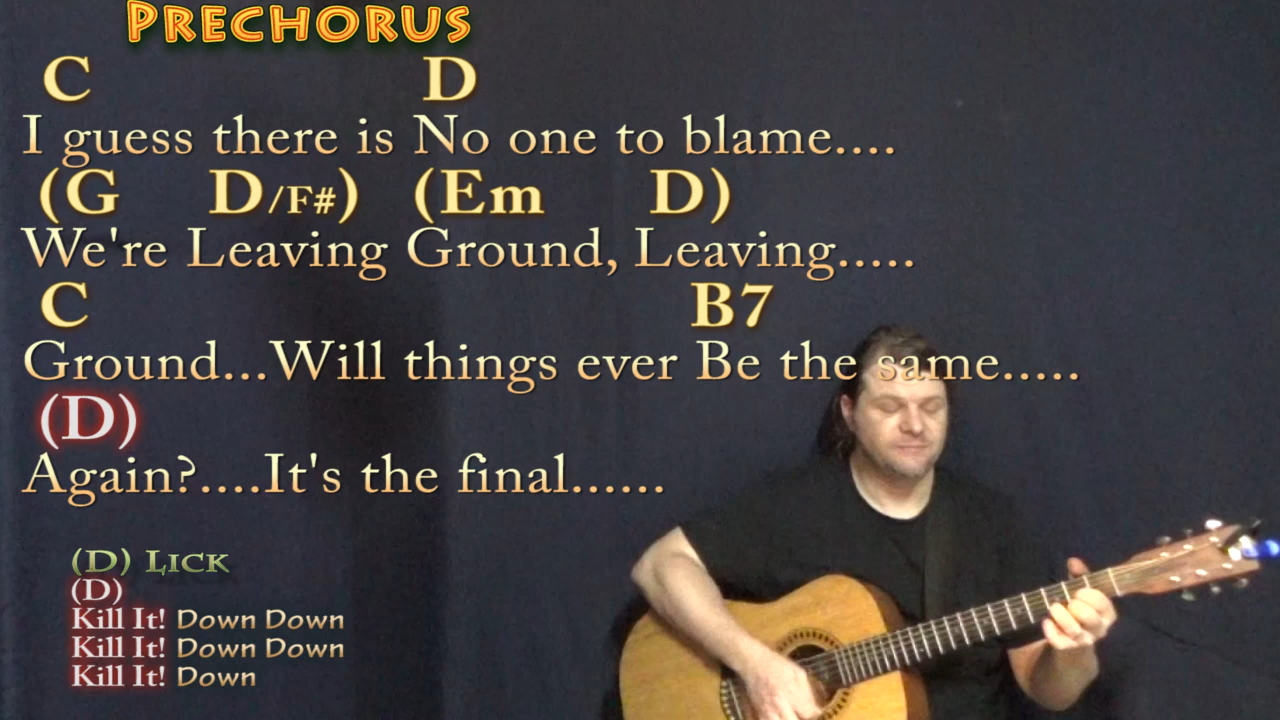 PRECHORUS
C D
I guess there is No one to blame....
(G D/F#) (Em D)
We're Leaving Ground, Leaving.....
C B7
Ground...Will things ever Be the same.....
(D)
Again?....It's the final......
(D) LICK
(D)
Kill It! Down Down
Kill It! Down Down
Kill It! Down